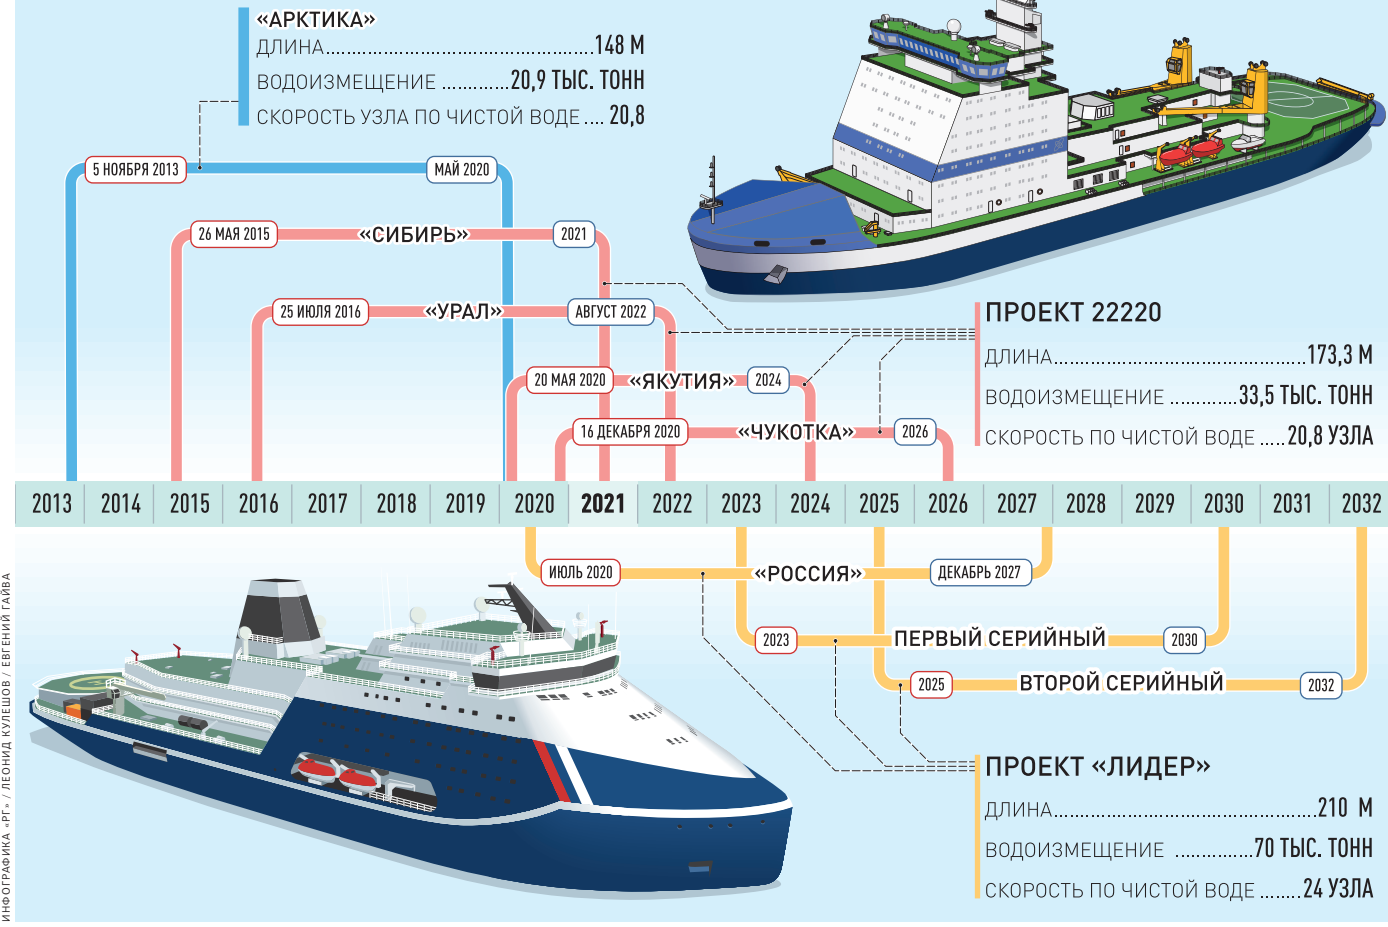 «АРКТИКА»
ДЛИНА.....148 М
ВОДОИЗМЕЩЕНИЕ .....20,9 ТЫС. ТОНН
СКОРОСТЬ УЗЛА ПО ЧИСТОЙ ВОДЕ .... 20,8
5 НОЯБРЯ 2013 МАЙ 2020
26 МАЯ 2015 «СИБИРЬ» 2021
25 ИЮЛЯ 2016 «УРАЛ» АВГУСТ 2022
ПРОЕКТ 22220
ДЛИНА.....173,3 М
ВОДОИЗМЕЩЕНИЕ .....33,5 ТЫС. ТОНН
СКОРОСТЬ ПО ЧИСТОЙ ВОДЕ .....20,8 УЗЛА
20 МАЯ 2020 «ЯКУТИЯ» 2024
16 ДЕКАБРЯ 2020 «ЧУКОТКА» 2026
2013 2014 2015 2016 2017 2018 2019 2020 2021 2022 2023 2024 2025 2026 2027 2028 2029 2030 2031 2032
ИЮЛЬ 2020 «РОССИЯ» ДЕКАБРЬ 2027
2023 ПЕРВЫЙ СЕРИЙНЫЙ 2030
2025 ВТОРОЙ СЕРИЙНЫЙ 2032
ПРОЕКТ «ЛИДЕР»
ДЛИНА.....210 М
ВОДОИЗМЕЩЕНИЕ .....70 ТЫС. ТОНН
СКОРОСТЬ ПО ЧИСТОЙ ВОДЕ .....24 УЗЛА
ИНФОГРАФИКА «РГ» / ЛЕОНИД КУЛЕШОВ / ЕВГЕНИЙ ГАЙВА